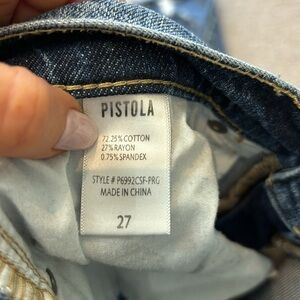 PISTOLA
72.25% COTTON
27% RAYON
0.75% SPANDEX
STYLE # P6992CSF-PRG
MADE IN CHINA
27